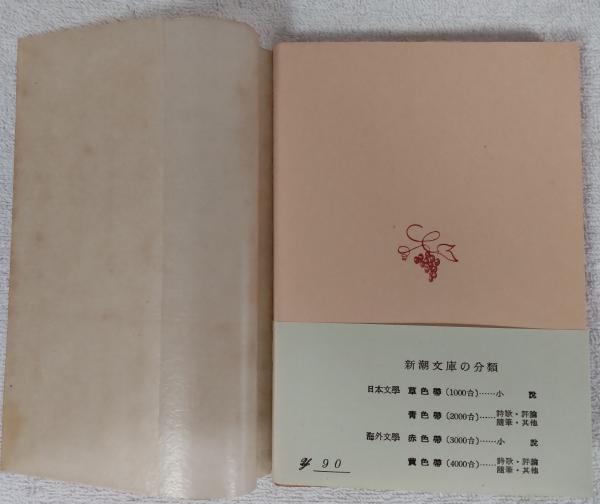 新潮文庫の分類
日本文學 草色帶(1000台)……小　說
靑色帶(2000台)……詩歌・評論
隨筆・其他
海外文學 赤色帶(3000台)……小　說
黃色帶(4000台)……詩歌・評論
隨筆・其他
¥ 90